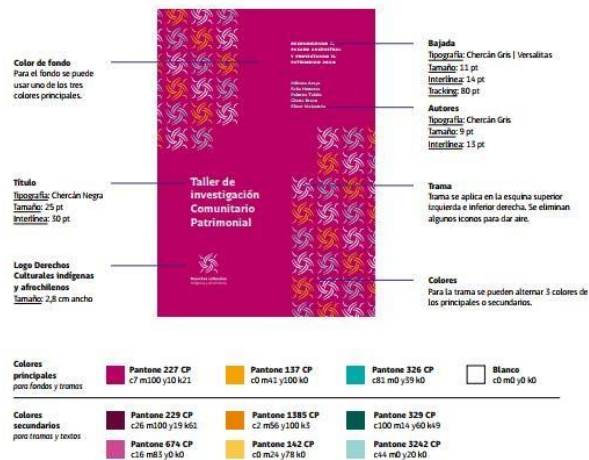 Color de fondo
Para el fondo se puede
usar uno de los tres
colores principales.
Título
Tipografía: Chercán Negra
Tamaño: 25 pt
Interlínea: 30 pt
Logo Derechos
Culturales Indígenas
y afrochilenos
Tamaño: 2,8 cm ancho
Taller de
investigación
Comunitario
Patrimonial
Bajada
Tipografía: Chercán Gris | Versalitas
Tamaño: 11 pt
Interlínea: 14 pt
Tracking: 80 pt
Autores
Tipografía: Chercán Gris
Tamaño: 9 pt
Interlínea: 13 pt
Trama
Trama se aplica en la esquina superior
izquierda e inferior derecha. Se eliminan
algunos iconos para dar aire.
Colores
Para la trama se pueden alternar 3 colores de
los principales o secundarios.
Colores
principales
para fondos y tramas
Pantone 227 CP
c7 m100 y10 k21
Pantone 137 CP
c0 m41 y100 k0
Pantone 326 CP
c81 m0 y39 k0
Blanco
c0 m0 y0 k0
Colores
secundarios
para tramas y textos
Pantone 229 CP
c26 m100 y19 k61
Pantone 1385 CP
c2 m56 y100 k3
Pantone 329 CP
c100 m14 y60 k49
Pantone 674 CP
c16 m83 y0 k0
Pantone 142 CP
c0 m24 y78 k0
Pantone 3242 CP
c44 m0 y20 k0